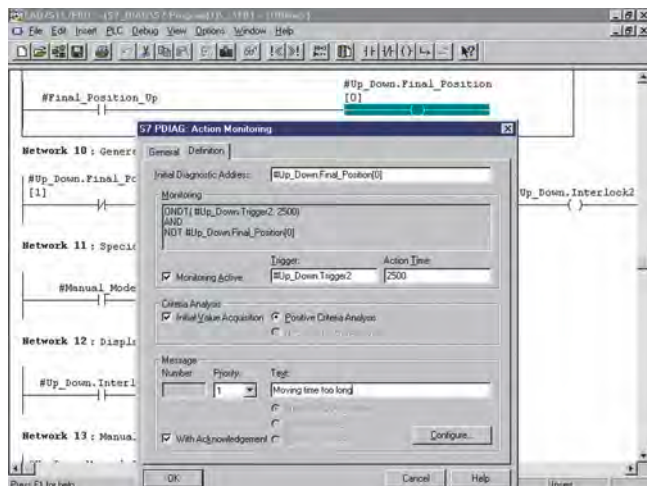 File Edit Insert PLC Debug View Options Window Help
#Up_Down.Final_Position
#Final_Position_Up
[0]
S7 PDIAG: Action Monitoring
General Definition
Network 10 : Gener
Initial Diagnostic Address: #Up_Down.Final_Position[0]
#Up_Down.Final_Po
[1]
Up_Down.Interlock2
Monitoring
ONDT( #Up_Down.Trigger2, 2500)
AND
NOT #Up_Down.Final_Position[0]
Network 11 : Specia
Trigger: Action Time:
Monitoring Active #Up_Down.Trigger2 2500
#Manual_Mode
Criteria Analysis
Initial Value Acquisition Positive Criteria Analysis
Network 12 : Displa
Message
Number Priority: Text:
1 Moving time too long
#Up_Down.Interl
With Acknowledgement Configure...
Network 13 : Manua
OK Cancel Help
Press F1 for help.